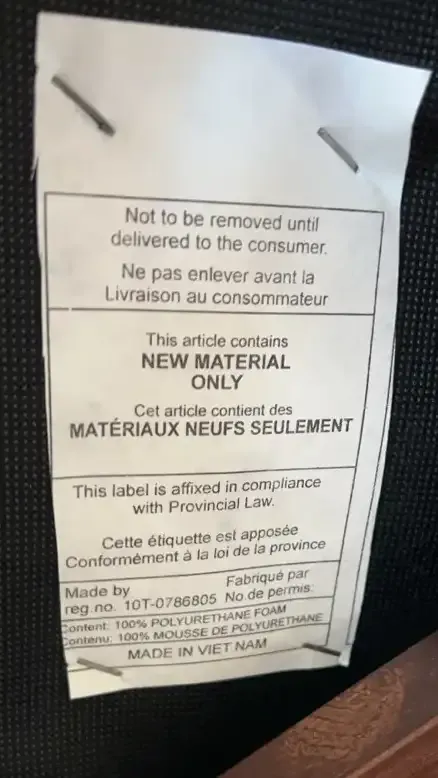 Not to be removed until
delivered to the consumer.
Ne pas enlever avant la
Livraison au consommateur
This article contains
NEW MATERIAL
ONLY
Cet article contient des
MATÉRIAUX NEUFS SEULEMENT
This label is affixed in compliance
with Provincial Law.
Cette étiquette est apposée
Conformément à la loi de la province
Made by Fabriqué par
reg.no. 10T-0786805 No de permis:
Content: 100% POLYURETHANE FOAM
Contenu: 100% MOUSSE DE POLYURETHANE
MADE IN VIET NAM